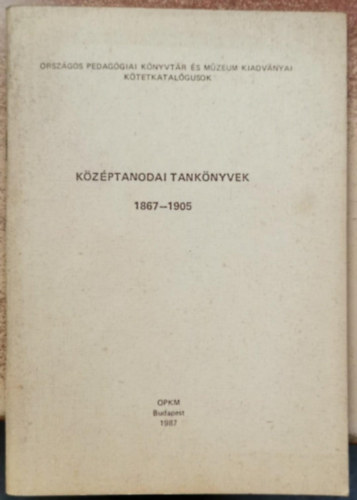 ORSZÁGOS PEDAGÓGIAI KÖNYVTÁR ÉS MÚZEUM KIADVÁNYAI
KÖTETKATALÓGUSOK
KÖZÉPTANODAI TANKÖNYVEK
1867—1905
OPKM
Budapest
1987